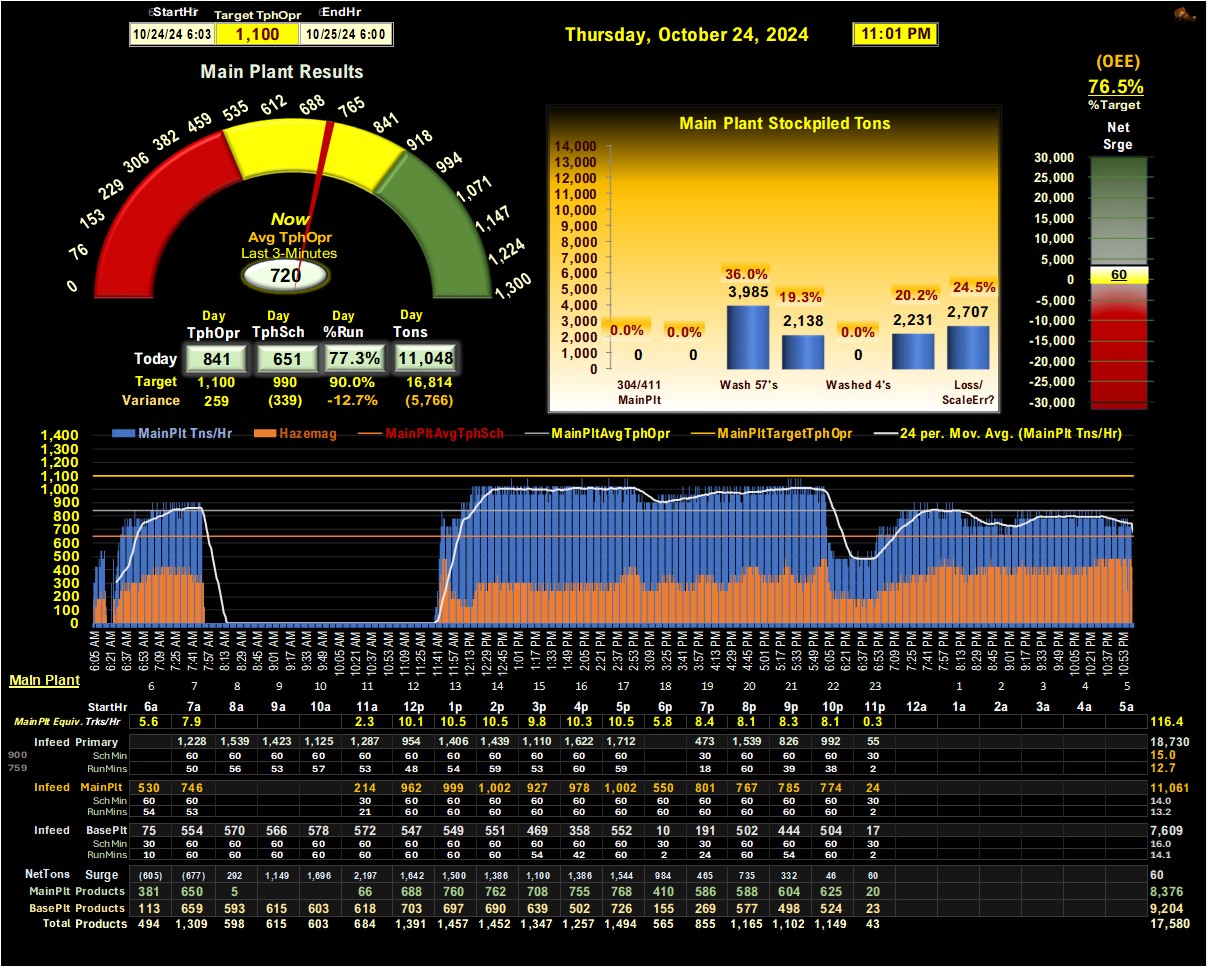 StartHr Target TphOpr EndHr
10/24/24 6:03 1,100 10/25/24 6:00
Thursday, October 24, 2024 11:01 PM
Main Plant Results
0 76 153 229 306 382 459 535 612 688 765 841 918 994 1,071 1,147 1,224 1,300
Now
Avg TphOpr
Last 3-Minutes
720
Day Day Day Day
TphOpr TphSch %Run Tons
Today 841 651 77.3% 11,048
Target 1,100 990 90.0% 16,814
Variance 259 (339) -12.7% (5,766)
Main Plant Stockpiled Tons
14,000
13,000
12,000
11,000
10,000
9,000
8,000
7,000
6,000
5,000
4,000
3,000
2,000
1,000
0
0.0% 0.0% 36.0% 19.3% 0.0% 20.2% 24.5%
0 0 3,985 2,138 0 2,231 2,707
304/411 Wash 57's Washed 4's Loss/
MainPlt ScaleErr?
(OEE)
76.5%
%Target
Net
Srge
30,000
25,000
20,000
15,000
10,000
5,000
0
-5,000
-10,000
-15,000
-20,000
-25,000
-30,000
60
MainPlt Tns/Hr Hazemag MainPltAvgTphSch MainPltAvgTphOpr MainPltTargetTphOpr 24 per. Mov. Avg. (MainPlt Tns/Hr)
1,400
1,300
1,200
1,100
1,000
900
800
700
600
500
400
300
200
100
0
6:05 AM 6:21 AM 6:37 AM 6:53 AM 7:09 AM 7:25 AM 7:41 AM 7:57 AM 8:13 AM 8:29 AM 8:45 AM 9:01 AM 9:17 AM 9:33 AM 9:48 AM 10:05 AM 10:21 AM 10:37 AM 10:53 AM 11:09 AM 11:25 AM 11:41 AM 11:57 AM 12:13 PM 12:29 PM 12:45 PM 1:01 PM 1:17 PM 1:33 PM 1:49 PM 2:05 PM 2:21 PM 2:37 PM 2:53 PM 3:09 PM 3:25 PM 3:41 PM 3:57 PM 4:13 PM 4:29 PM 4:45 PM 5:01 PM 5:17 PM 5:33 PM 5:49 PM 6:05 PM 6:21 PM 6:37 PM 6:53 PM 7:09 PM 7:25 PM 7:41 PM 7:57 PM 8:13 PM 8:29 PM 8:45 PM 9:01 PM 9:17 PM 9:33 PM 9:49 PM 10:05 PM 10:21 PM 10:37 PM 10:53 PM
Main Plant 6 7 8 9 10 11 12 13 14 15 16 17 18 19 20 21 22 23 1 2 3 4 5
StartHr 6a 7a 8a 9a 10a 11a 12p 1p 2p 3p 4p 5p 6p 7p 8p 9p 10p 11p 12a 1a 2a 3a 4a 5a
MainPlt Equiv. Trks/Hr 5.6 7.9 2.3 10.1 10.5 10.5 9.8 10.3 10.5 5.8 8.4 8.1 8.3 8.1 0.3 116.4
Infeed Primary 1,228 1,539 1,423 1,125 1,287 954 1,406 1,439 1,110 1,622 1,712 473 1,539 826 992 55 18,730
900 Sch Min 60 60 60 60 60 60 60 60 60 60 60 30 60 60 60 30 15.0
759 RunMins 50 56 53 57 53 48 54 59 53 60 59 18 60 39 38 2 12.7
Infeed MainPlt 530 746 214 962 999 1,002 927 978 1,002 550 801 767 785 774 24 11,061
Sch Min 60 60 30 60 60 60 60 60 60 60 60 60 60 60 30 14.0
RunMins 54 53 21 60 60 60 60 60 60 60 60 60 60 60 2 13.2
Infeed BasePlt 75 554 570 566 578 572 547 549 551 469 358 552 10 191 502 444 504 17 7,609
Sch Min 30 60 60 60 60 60 60 60 60 60 60 60 30 30 60 60 60 30 16.0
RunMins 10 60 60 60 60 60 60 60 60 54 42 60 2 24 60 54 60 2 14.1
NetTons Surge (605) (677) 292 1,149 1,696 2,197 1,642 1,500 1,386 1,100 1,386 1,544 984 465 735 332 46 60 60
MainPlt Products 381 650 5 66 688 760 762 708 755 768 410 586 588 604 625 20 8,376
BasePlt Products 113 659 593 615 603 618 703 697 690 639 502 726 155 269 577 498 524 23 9,204
Total Products 494 1,309 598 615 603 684 1,391 1,457 1,452 1,347 1,257 1,494 565 855 1,165 1,102 1,149 43 17,580